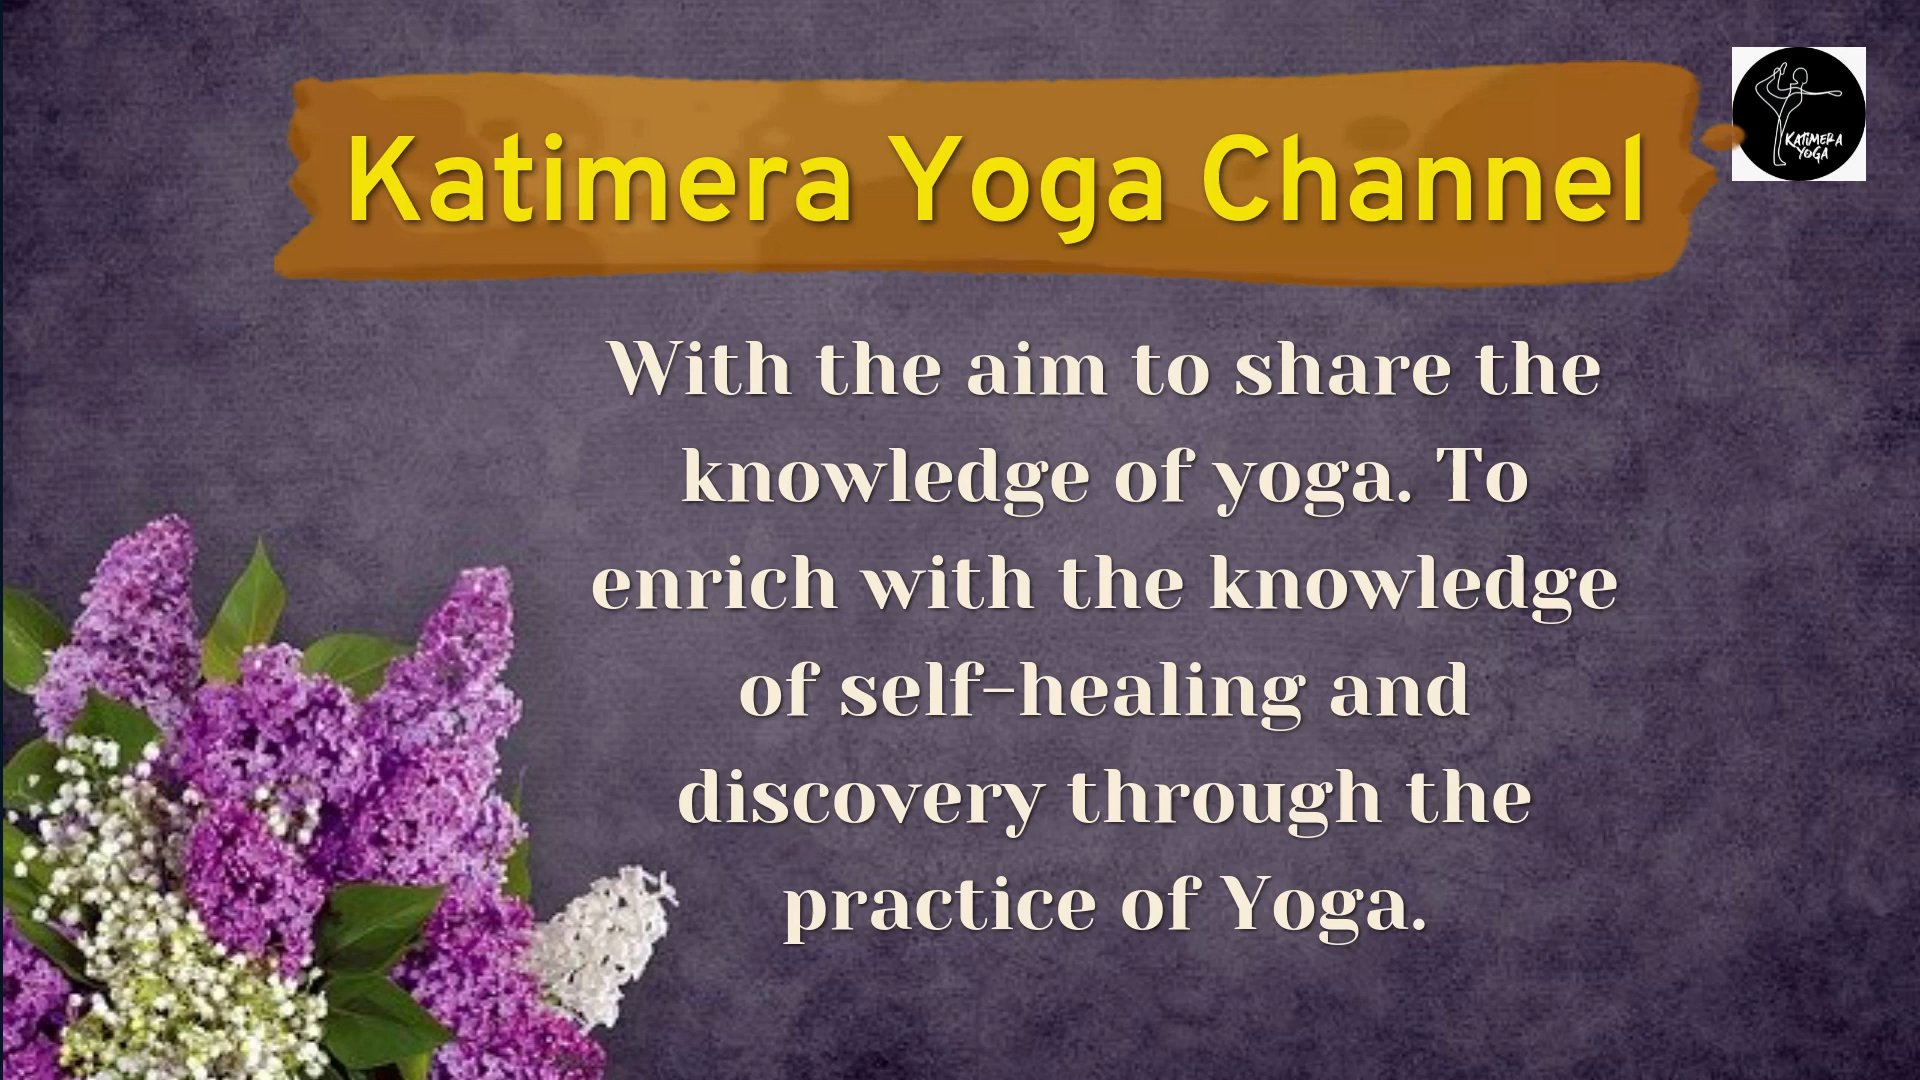 Katimera Yoga Channel
KATiMERA
YOGA
With the aim to share the
knowledge of yoga. To
enrich with the knowledge
of self-healing and
discovery through the
practice of Yoga.